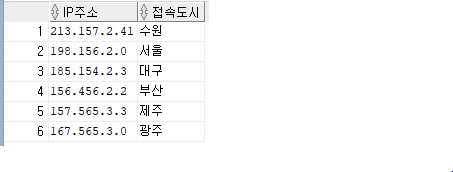 IP주소 접속도시
1 213.157.2.41 수원
2 198.156.2.0 서울
3 185.154.2.3 대구
4 156.456.2.2 부산
5 157.565.3.3 제주
6 167.565.3.0 광주